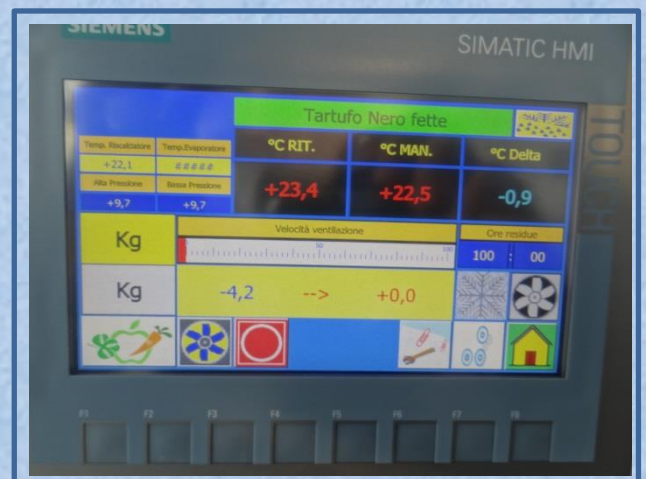 SIEMENS
SIMATIC HMI
TOUCH
Tartufo Nero fette
Temp. Riscaldatore
Temp.Evaporatore
°C RIT.
°C MAN.
°C Delta
+22,1
#####
Alta Pressione
Bassa Pressione
+23,4
+22,5
-0,9
+9,7
+9,7
Kg
Velocità ventilazione
Ore residue
50
100
100 : 00
Kg
-4,2 --> +0,0
F1 F2 F3 F4 F5 F6 F7 F8